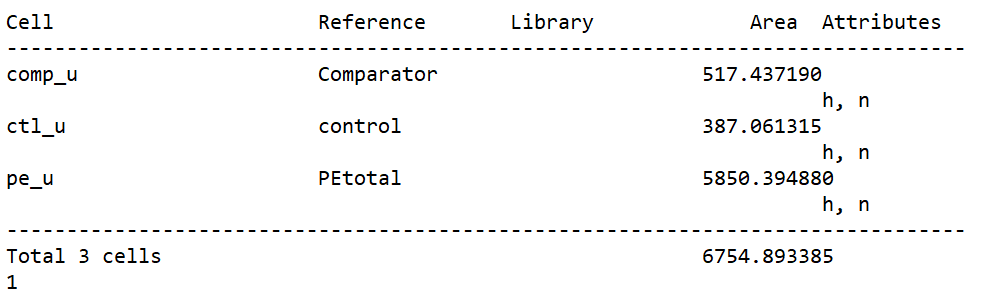 Cell                      Reference       Library                    Area  Attributes
--------------------------------------------------------------------------------
comp_u                    Comparator                      517.437190
                                                                    h, n
ctl_u                     control                         387.061315
                                                                    h, n
pe_u                      PEtotal                         5850.394880
                                                                    h, n
--------------------------------------------------------------------------------
Total 3 cells                                             6754.893385
1